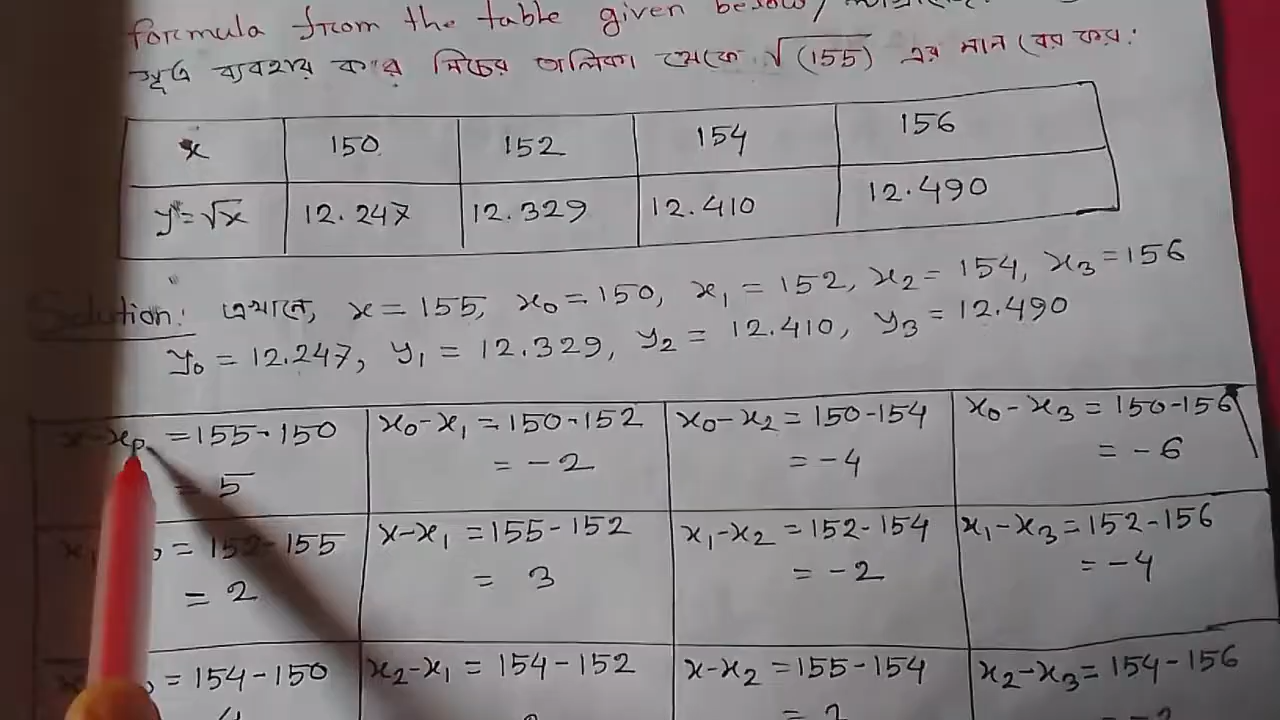 formula from the table given below/
সূত্র ব্যবহার করে নিচের তালিকা থেকে √(155) এর মান বের কর:
x 150 152 154 156
y=√x 12.247 12.329 12.410 12.490
Solution: এখানে, x = 155, x₀ = 150, x₁ = 152, x₂ = 154, x₃ = 156
y₀ = 12.247, y₁ = 12.329, y₂ = 12.410, y₃ = 12.490
x-x₀ = 155-150 x₀-x₁ = 150-152 x₀-x₂ = 150-154 x₀-x₃ = 150-156
= 5 = -2 = -4 = -6
= 152-155 x-x₁ = 155-152 x₁-x₂ = 152-154 x₁-x₃ = 152-156
= 2 = 3 = -2 = -4
= 154-150 x₂-x₁ = 154-152 x-x₂ = 155-154 x₂-x₃ = 154-156